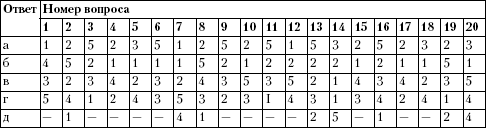 Ответ Номер вопроса
1 2 3 4 5 6 7 8 9 10 11 12 13 14 15 16 17 18 19 20
а 1 2 5 2 3 5 1 2 5 2 5 1 5 3 2 5 2 3 2 3
б 4 5 2 1 1 1 1 5 2 1 2 2 2 2 1 2 1 1 5 1
в 3 2 3 4 2 3 2 4 3 5 3 5 2 1 4 3 4 2 3 5
г 5 4 1 2 4 3 5 3 2 3 I 4 3 1 3 4 2 4 1 4
д — 1 — — — — 4 1 — — — — 2 5 — 1 — — 2 4